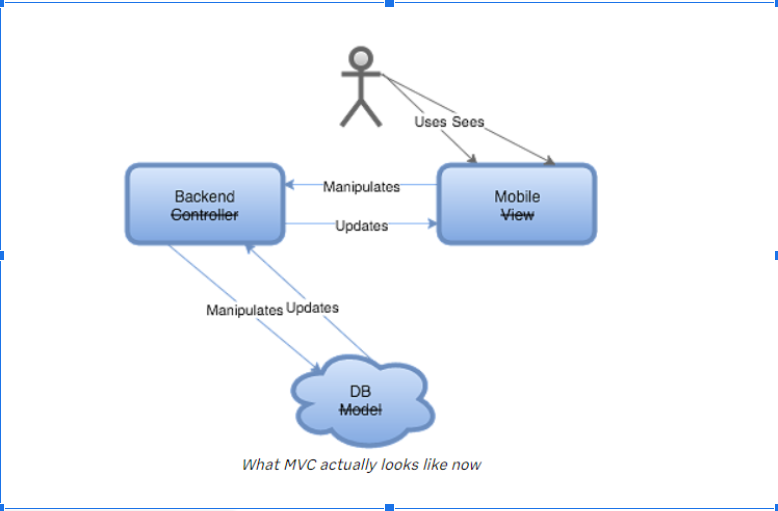 Uses Sees
Backend
Controller
Manipulates
Mobile
View
Updates
Manipulates Updates
DB
Model
What MVC actually looks like now